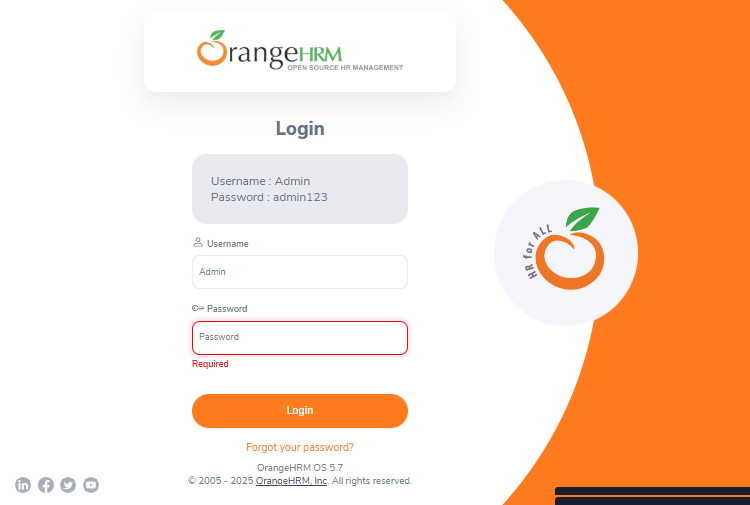 OrangeHRM
OPEN SOURCE HR MANAGEMENT
Login
Username : Admin
Password : admin123
Username
Admin
Password
Password
Required
Login
Forgot your password?
OrangeHRM OS 5.7
© 2005 - 2025 OrangeHRM, Inc. All rights reserved.
HR for ALL